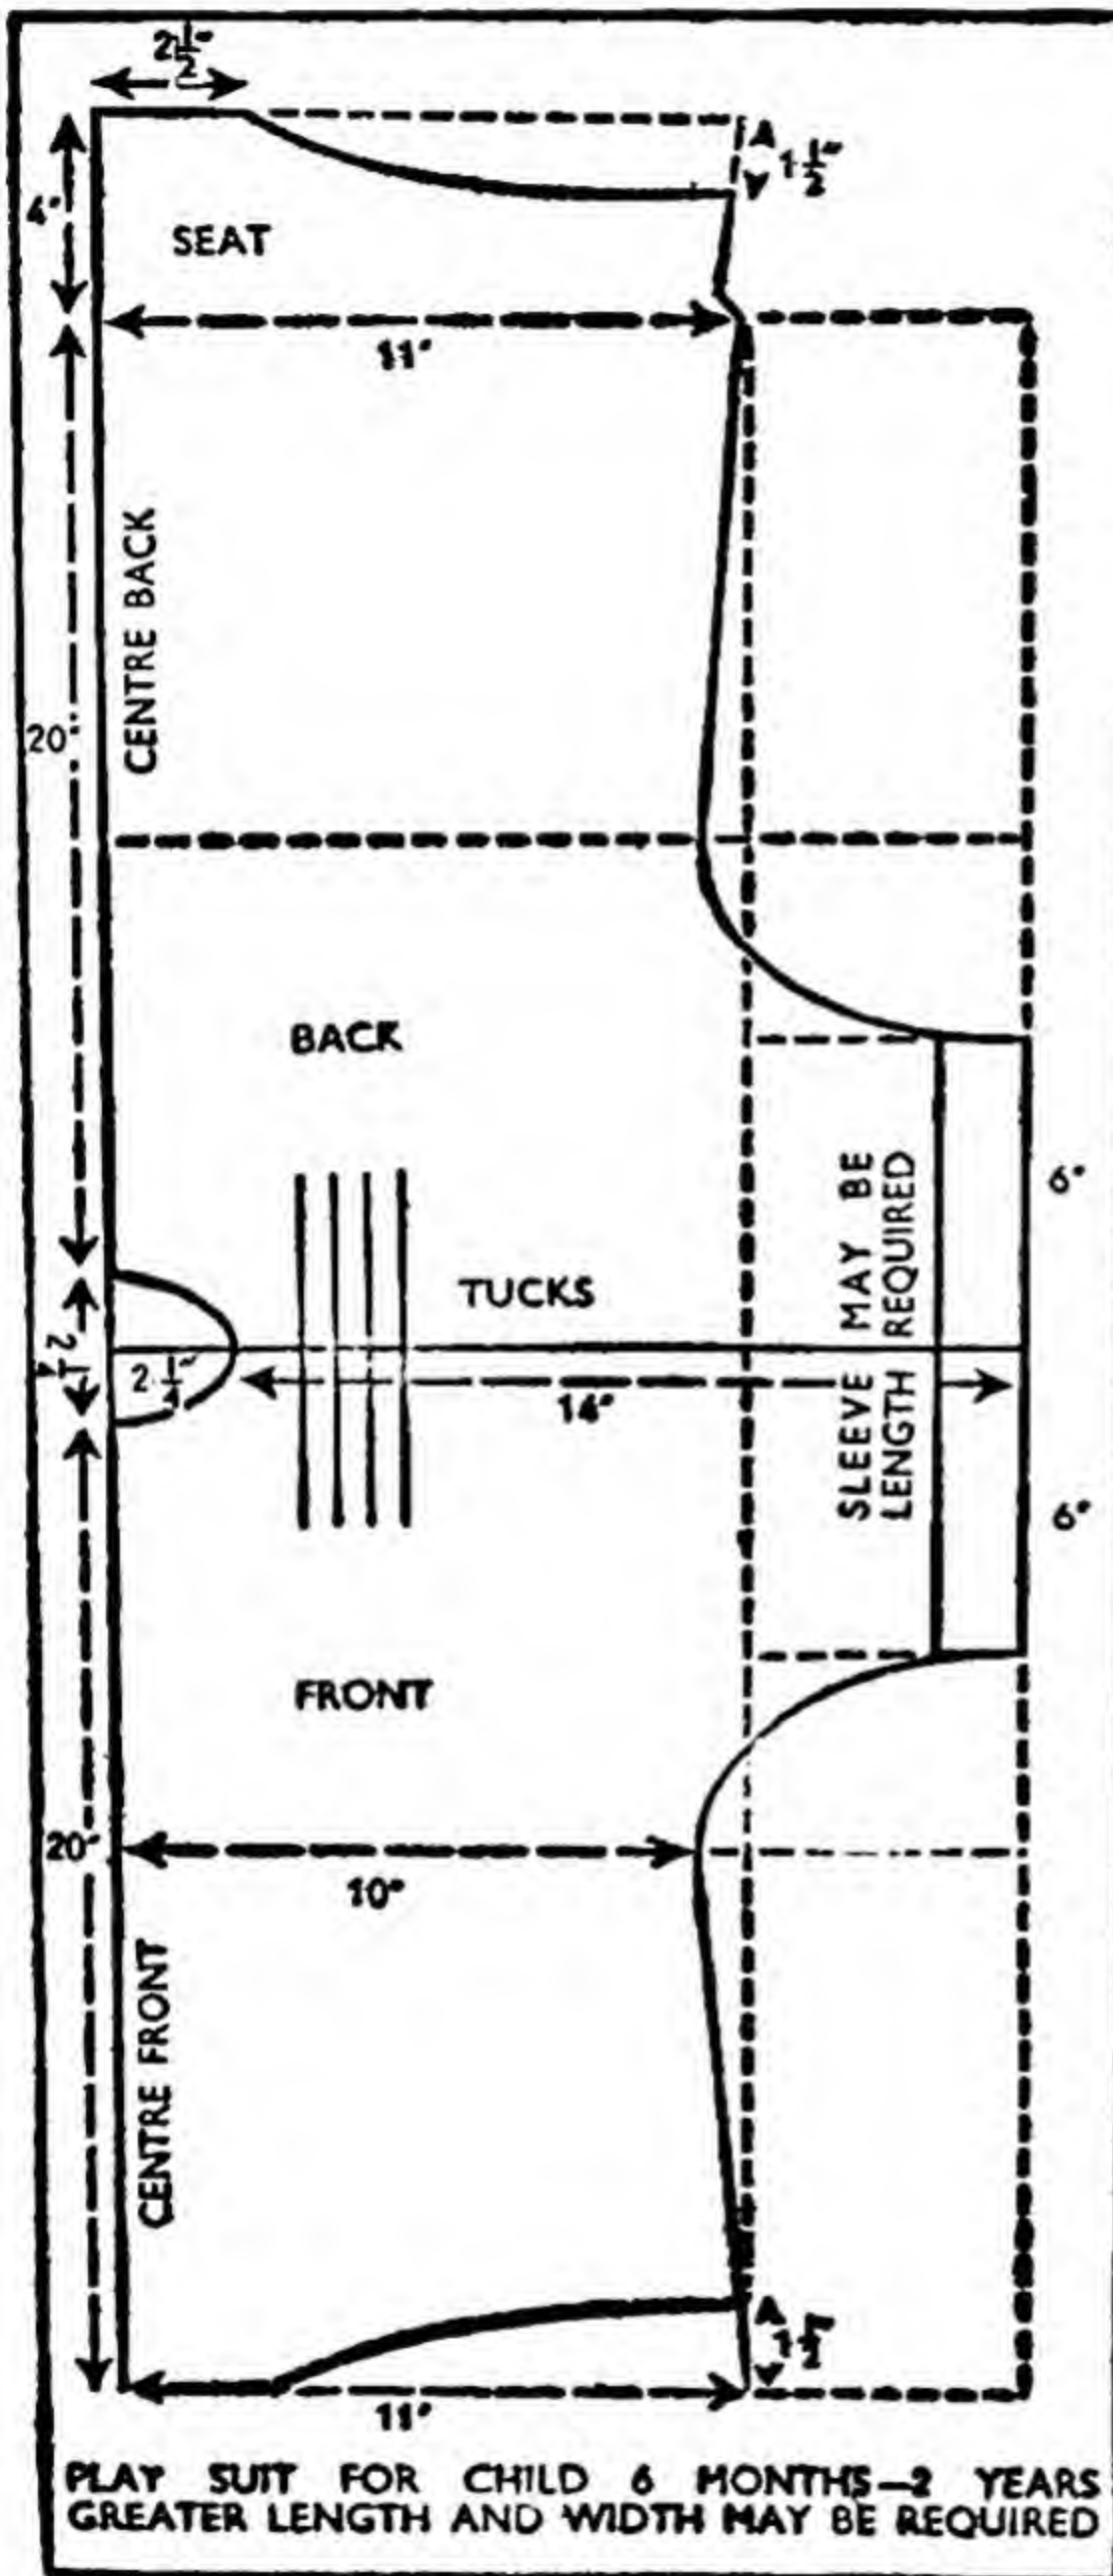 2½"
1½"
4"
SEAT
11"
CENTRE BACK
20"
BACK
6"
SLEEVE MAY BE
LENGTH REQUIRED
TUCKS
2¼"
2¼"
14"
6"
FRONT
20"
10"
CENTRE FRONT
1½"
11"
PLAY SUIT FOR CHILD 6 MONTHS—2 YEARS
GREATER LENGTH AND WIDTH MAY BE REQUIRED